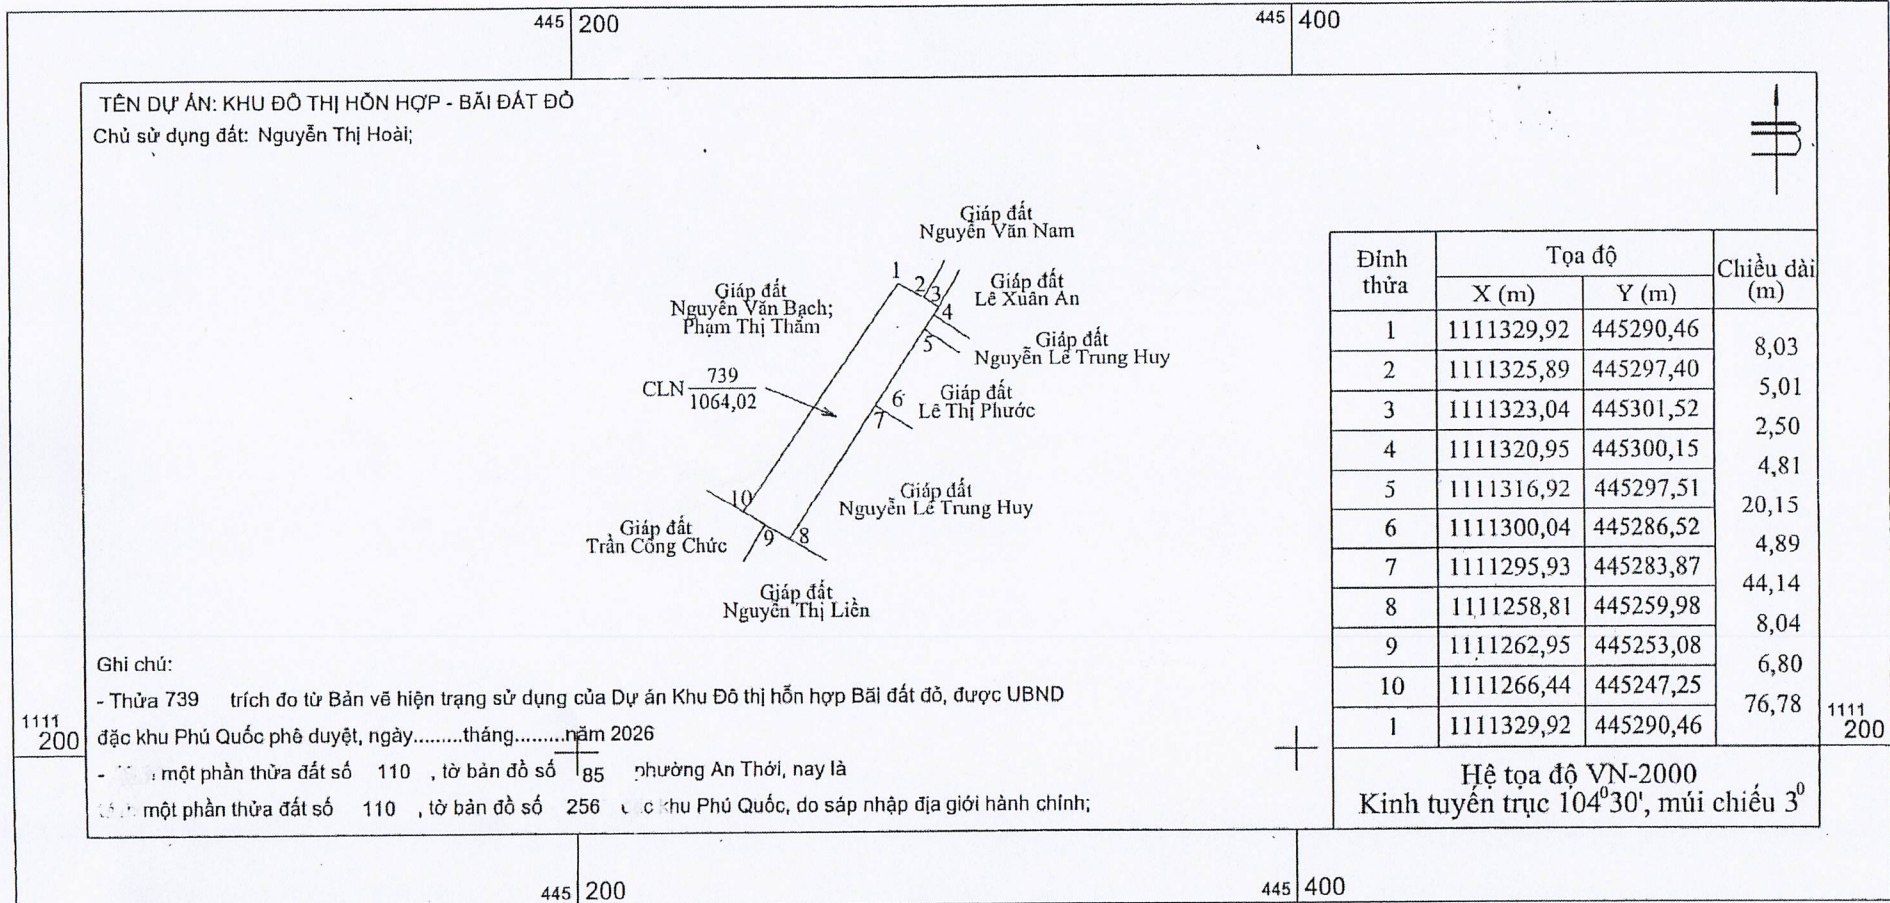 445 200
445 400
TÊN DỰ ÁN: KHU ĐÔ THỊ HỖN HỢP - BÃI ĐẤT ĐỎ
Chủ sử dụng đất: Nguyễn Thị Hoài;
Giáp đất
Nguyễn Văn Nam
Giáp đất
Lê Xuân An
Giáp đất
Nguyễn Văn Bạch;
Phạm Thị Thắm
Giáp đất
Nguyễn Lê Trung Huy
CLN 739
1064,02
Giáp đất
Lê Thị Phước
Giáp đất
Nguyễn Lê Trung Huy
Giáp đất
Trần Công Chức
Giáp đất
Nguyễn Thị Liền
1
2
3
4
5
6
7
8
9
10
Đỉnh thửa Tọa độ Chiều dài (m)
X (m) Y (m)
1 1111329,92 445290,46
8,03
2 1111325,89 445297,40
5,01
3 1111323,04 445301,52
2,50
4 1111320,95 445300,15
4,81
5 1111316,92 445297,51
20,15
6 1111300,04 445286,52
4,89
7 1111295,93 445283,87
44,14
8 1111258,81 445259,98
8,04
9 1111262,95 445253,08
6,80
10 1111266,44 445247,25
76,78
1 1111329,92 445290,46
Hệ tọa độ VN-2000
Kinh tuyến trục 104⁰30', múi chiếu 3⁰
Ghi chú:
- Thửa 739 trích đo từ Bản vẽ hiện trạng sử dụng của Dự án Khu Đô thị hỗn hợp Bãi đất đỏ, được UBND
đặc khu Phú Quốc phê duyệt, ngày.........tháng.........năm 2026
- một phần thửa đất số 110 , tờ bản đồ số 85 phường An Thới, nay là
một phần thửa đất số 110 , tờ bản đồ số 256 khu Phú Quốc, do sáp nhập địa giới hành chính;
1111 200
1111 200
445 200
445 400